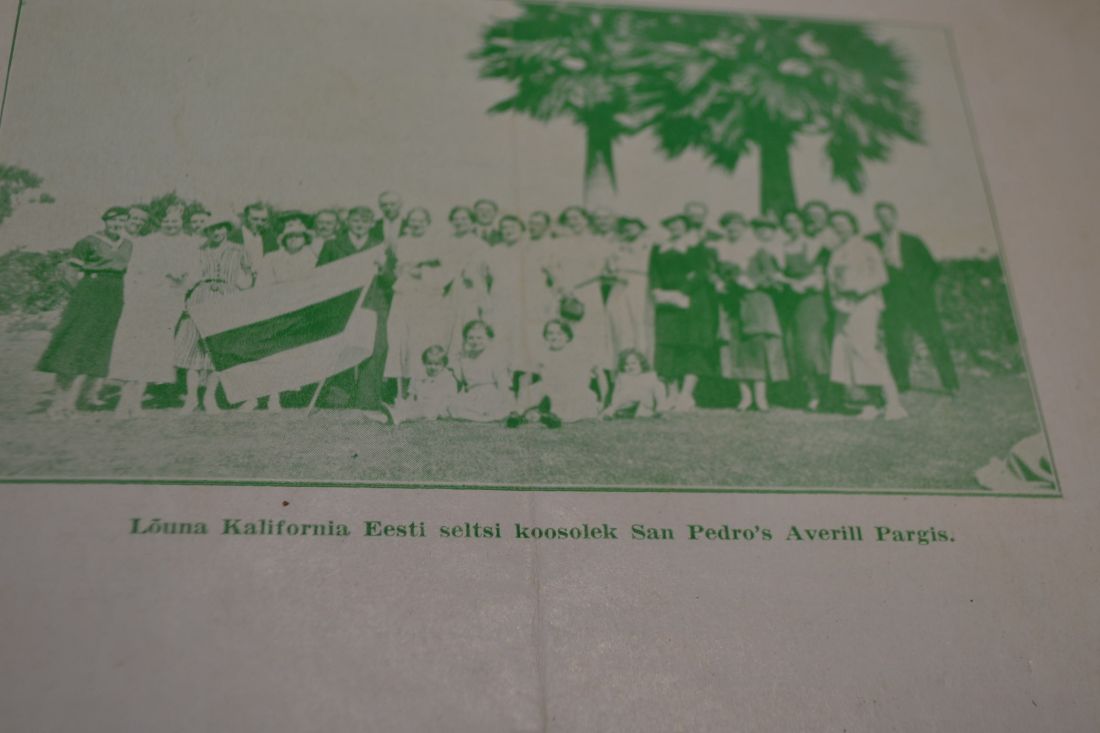 Lõuna Kalifornia Eesti seltsi koosolek San Pedro's Averill Pargis.